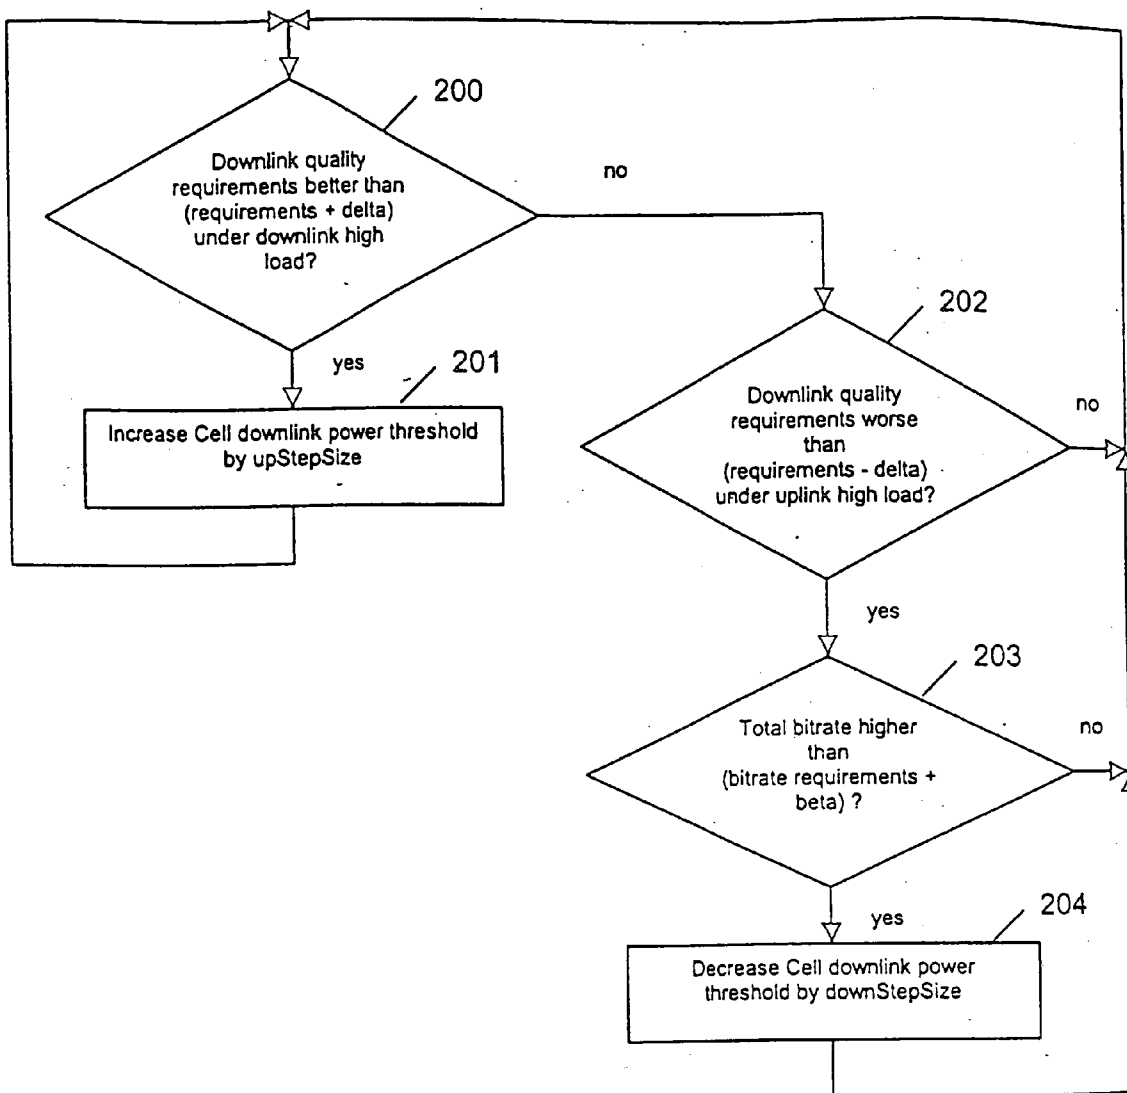 200
Downlink quality
requirements better than
(requirements + delta)
under downlink high
load?
no
yes
201
Increase Cell downlink power threshold
by upStepSize
202
Downlink quality
requirements worse
than
(requirements - delta)
under uplink high load?
no
yes
203
Total bitrate higher
than
(bitrate requirements +
beta) ?
no
yes
204
Decrease Cell downlink power
threshold by downStepSize